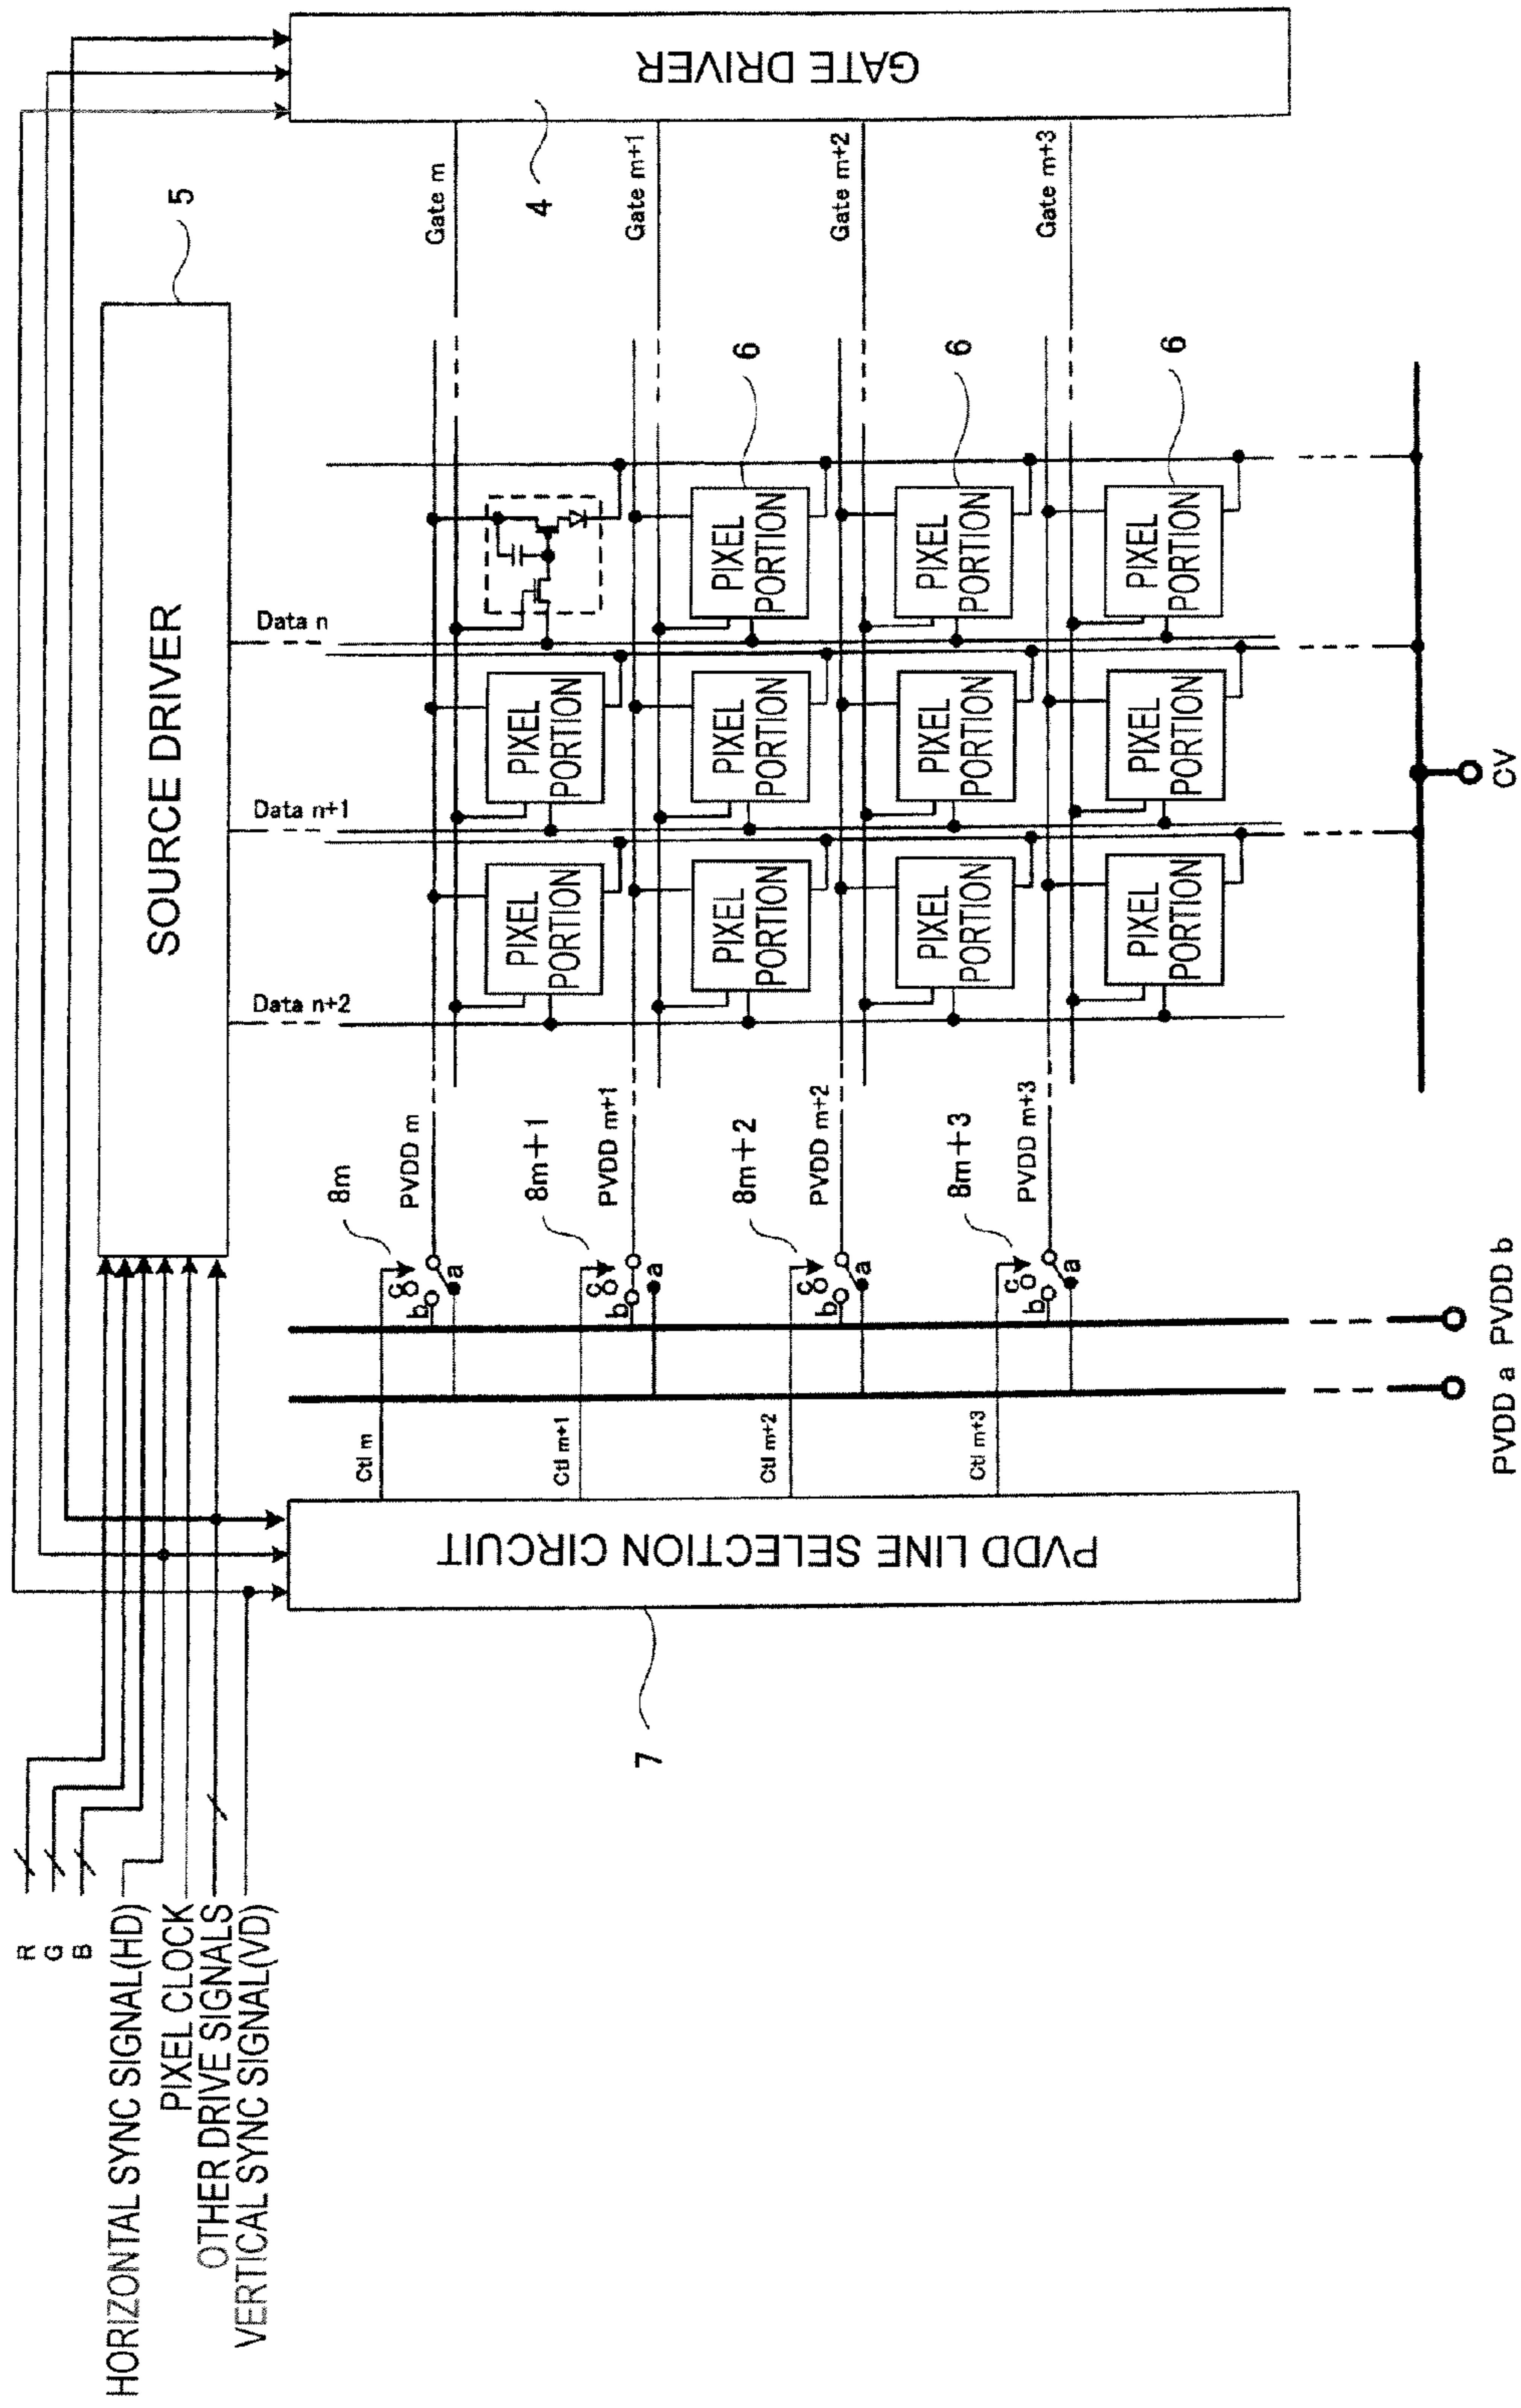 R
G
B
HORIZONTAL SYNC SIGNAL(HD)
PIXEL CLOCK
OTHER DRIVE SIGNALS
VERTICAL SYNC SIGNAL(VD)
SOURCE DRIVER
5
GATE DRIVER
4
PVDD LINE SELECTION CIRCUIT
7
Data n+2
Data n+1
Data n
Ctl m
8m
c
b
a
PVDD m
PIXEL
PORTION
PIXEL
PORTION
Gate m
Ctl m+1
8m+1
c
b
a
PVDD m+1
PIXEL
PORTION
PIXEL
PORTION
PIXEL
PORTION
6
Gate m+1
Ctl m+2
8m+2
c
b
a
PVDD m+2
PIXEL
PORTION
PIXEL
PORTION
PIXEL
PORTION
6
Gate m+2
Ctl m+3
8m+3
c
b
a
PVDD m+3
PIXEL
PORTION
PIXEL
PORTION
PIXEL
PORTION
6
Gate m+3
PVDD a
PVDD b
CV